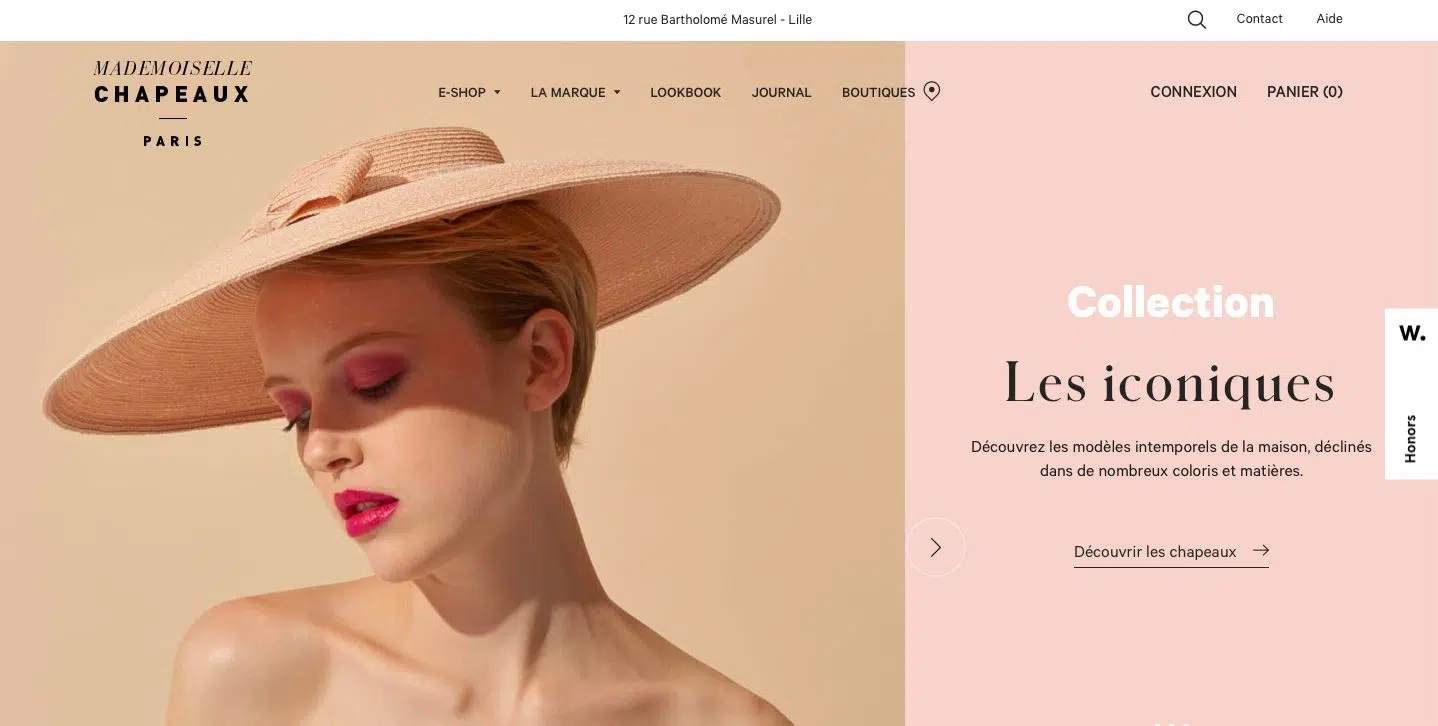 12 rue Bartholomé Masurel - Lille
Contact
Aide
MADEMOISELLE
CHAPEAUX
PARIS
E-SHOP
LA MARQUE
LOOKBOOK
JOURNAL
BOUTIQUES
CONNEXION
PANIER (0)
Collection
Les iconiques
Découvrez les modèles intemporels de la maison, déclinés
dans de nombreux coloris et matières.
Découvrir les chapeaux
W.
Honors